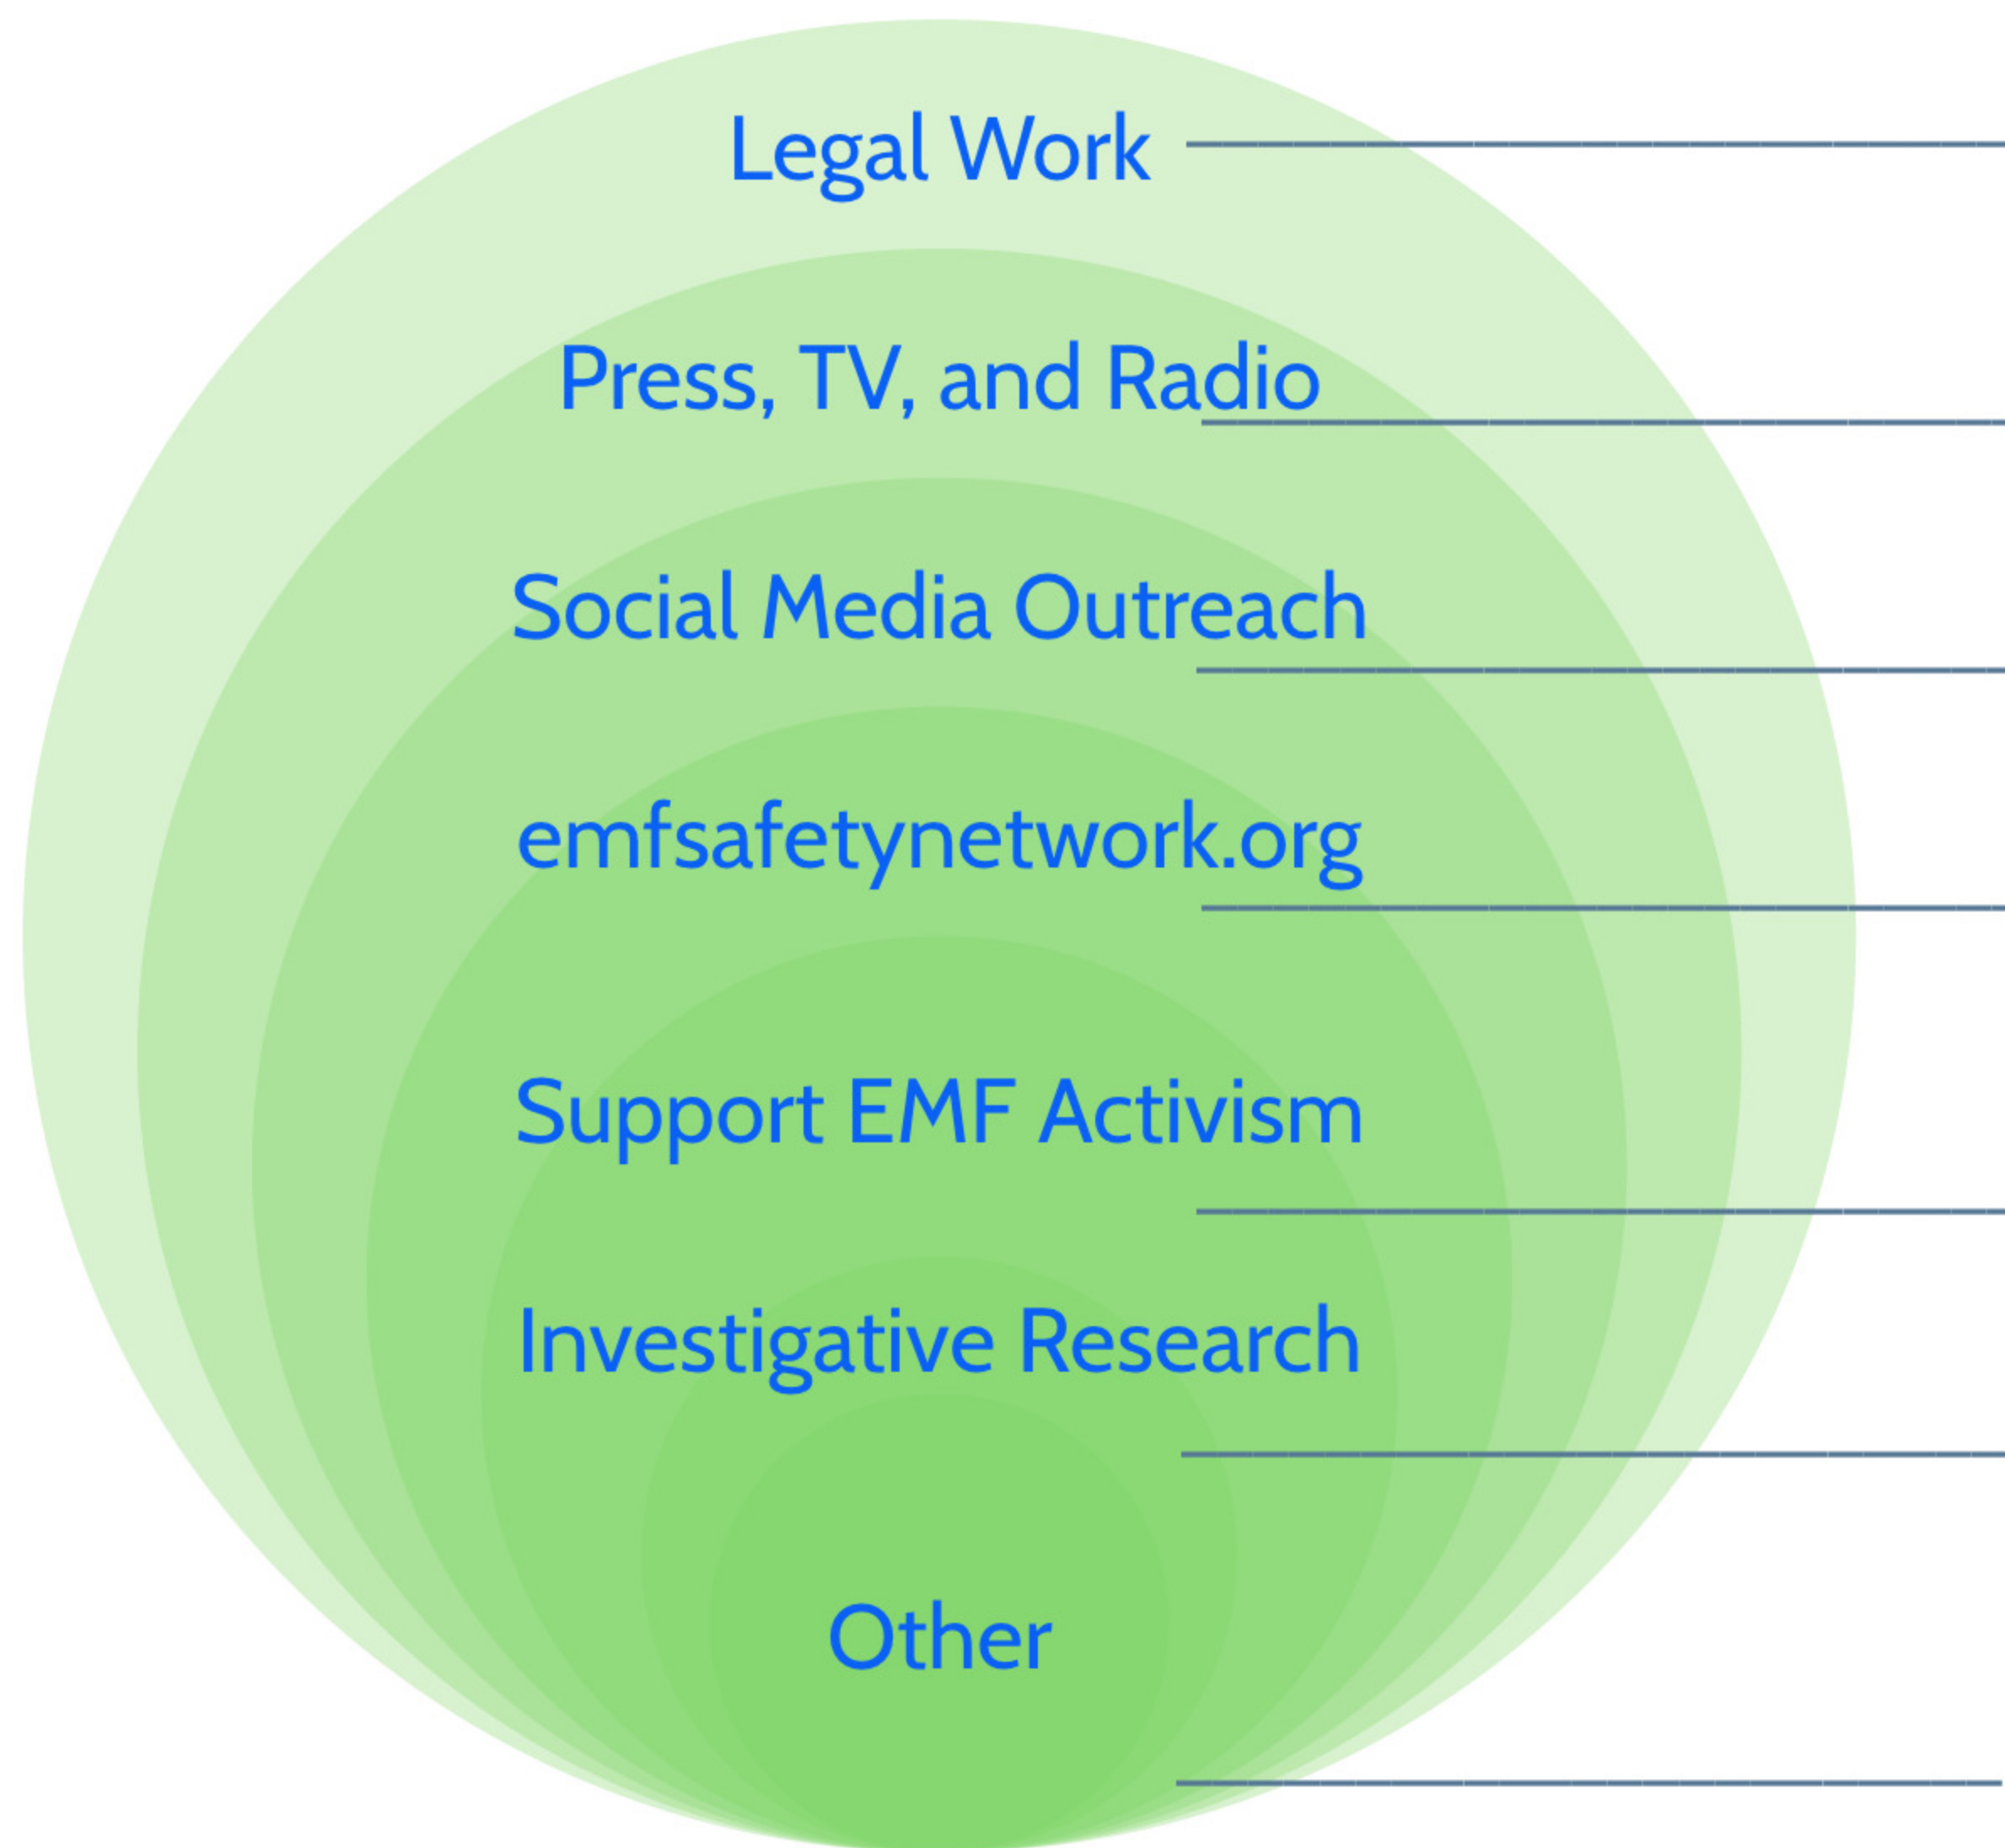 Legal Work
Press, TV, and Radio
Social Media Outreach
emfsafetynetwork.org
Support EMF Activism
Investigative Research
Other